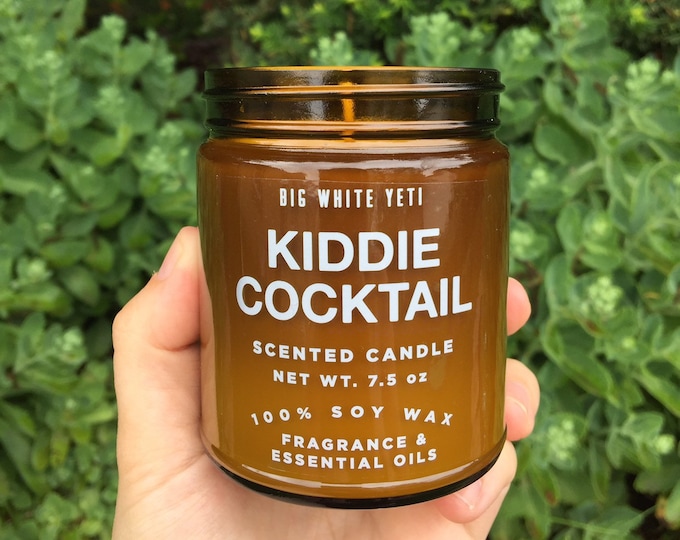 BIG WHITE YETI
KIDDIE
COCKTAIL
SCENTED CANDLE
NET WT. 7.5 oz
100% SOY WAX
FRAGRANCE &
ESSENTIAL OILS